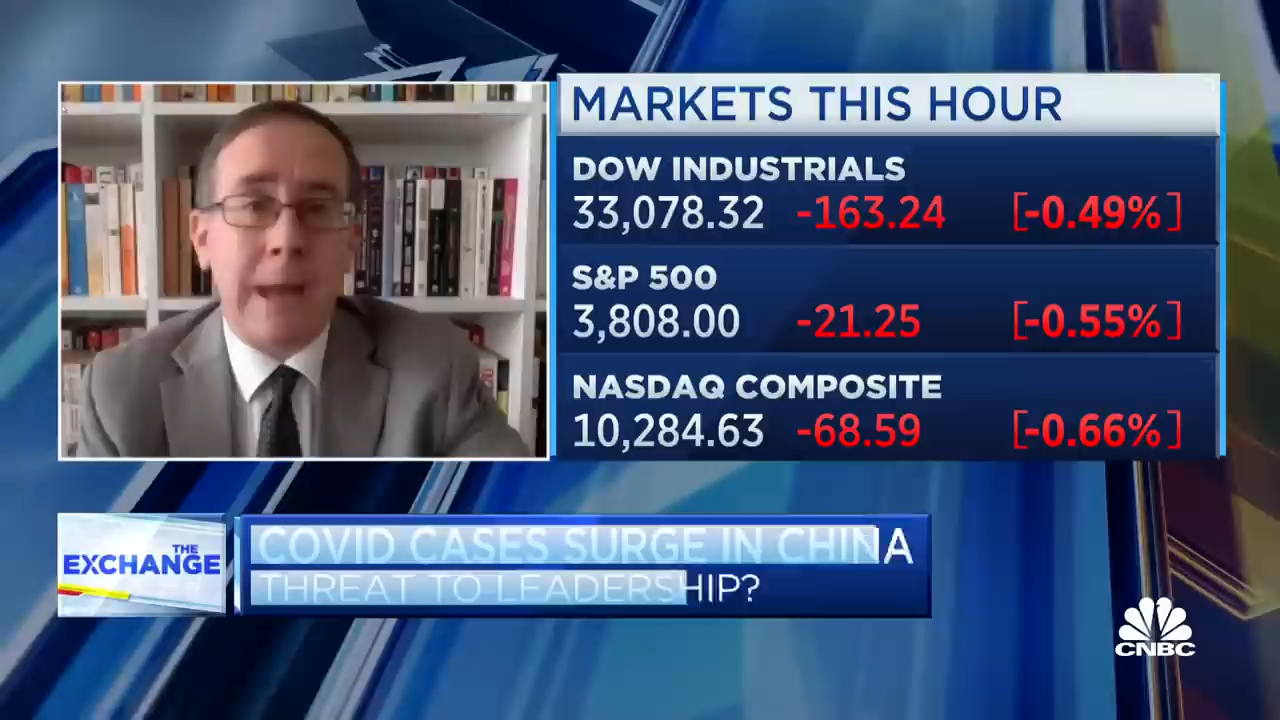 MARKETS THIS HOUR
DOW INDUSTRIALS
33,078.32 -163.24 [-0.49%]
S&P 500
3,808.00 -21.25 [-0.55%]
NASDAQ COMPOSITE
10,284.63 -68.59 [-0.66%]
THE
EXCHANGE
COVID CASES SURGE IN CHINA
THREAT TO LEADERSHIP?
CNBC